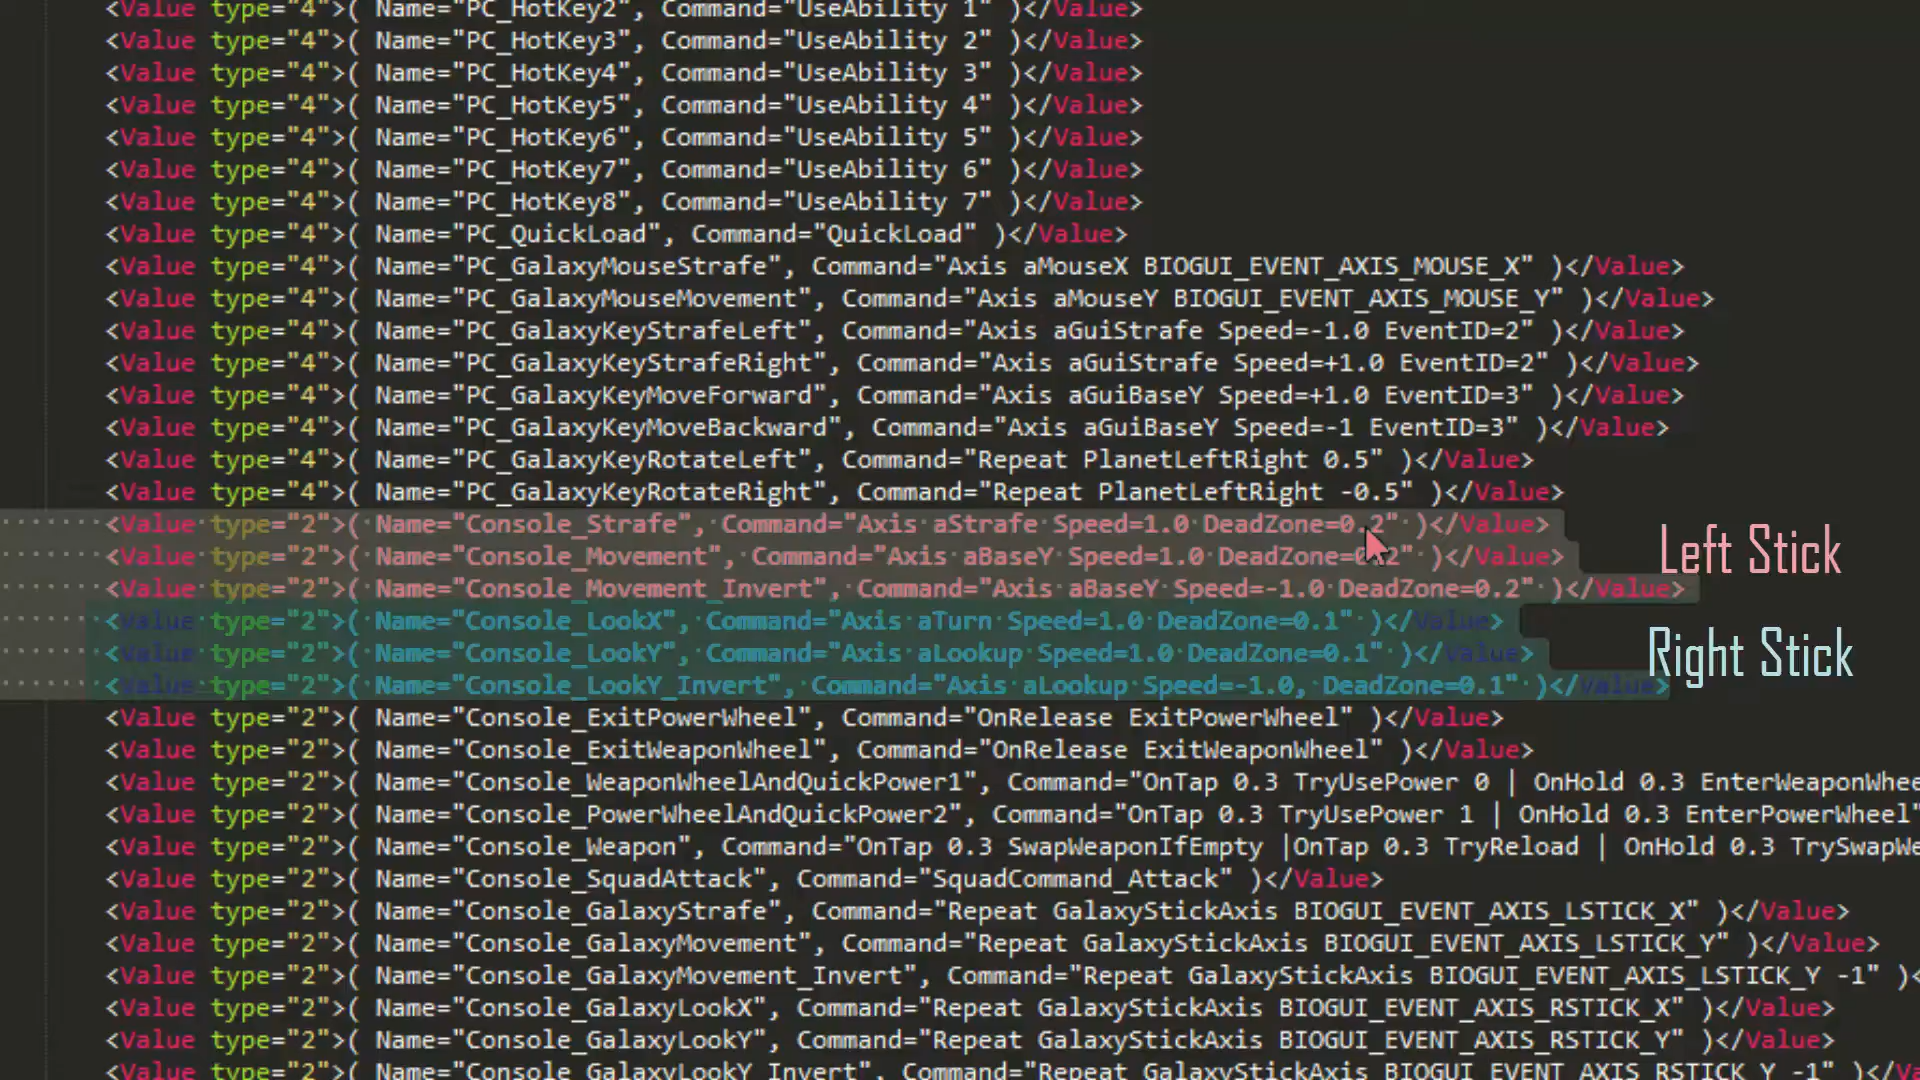 <Value type="4">( Name="PC_HotKey2", Command="UseAbility 1" )</Value>
<Value type="4">( Name="PC_HotKey3", Command="UseAbility 2" )</Value>
<Value type="4">( Name="PC_HotKey4", Command="UseAbility 3" )</Value>
<Value type="4">( Name="PC_HotKey5", Command="UseAbility 4" )</Value>
<Value type="4">( Name="PC_HotKey6", Command="UseAbility 5" )</Value>
<Value type="4">( Name="PC_HotKey7", Command="UseAbility 6" )</Value>
<Value type="4">( Name="PC_HotKey8", Command="UseAbility 7" )</Value>
<Value type="4">( Name="PC_QuickLoad", Command="QuickLoad" )</Value>
<Value type="4">( Name="PC_GalaxyMouseStrafe", Command="Axis aMouseX BIOGUI_EVENT_AXIS_MOUSE_X" )</Value>
<Value type="4">( Name="PC_GalaxyMouseMovement", Command="Axis aMouseY BIOGUI_EVENT_AXIS_MOUSE_Y" )</Value>
<Value type="4">( Name="PC_GalaxyKeyStrafeLeft", Command="Axis aGuiStrafe Speed=-1.0 EventID=2" )</Value>
<Value type="4">( Name="PC_GalaxyKeyStrafeRight", Command="Axis aGuiStrafe Speed=+1.0 EventID=2" )</Value>
<Value type="4">( Name="PC_GalaxyKeyMoveForward", Command="Axis aGuiBaseY Speed=+1.0 EventID=3" )</Value>
<Value type="4">( Name="PC_GalaxyKeyMoveBackward", Command="Axis aGuiBaseY Speed=-1 EventID=3" )</Value>
<Value type="4">( Name="PC_GalaxyKeyRotateLeft", Command="Repeat PlanetLeftRight 0.5" )</Value>
<Value type="4">( Name="PC_GalaxyKeyRotateRight", Command="Repeat PlanetLeftRight -0.5" )</Value>
<Value type="2">( Name="Console_Strafe", Command="Axis aStrafe Speed=1.0 DeadZone=0.2" )</Value>
<Value type="2">( Name="Console_Movement", Command="Axis aBaseY Speed=1.0 DeadZone=0.2" )</Value>
Left Stick
<Value type="2">( Name="Console_Movement_Invert", Command="Axis aBaseY Speed=-1.0 DeadZone=0.2" )</Value>
<Value type="2">( Name="Console_LookX", Command="Axis aTurn Speed=1.0 DeadZone=0.1" )</Value>
<Value type="2">( Name="Console_LookY", Command="Axis aLookup Speed=1.0 DeadZone=0.1" )</Value>
Right Stick
<Value type="2">( Name="Console_LookY_Invert", Command="Axis aLookup Speed=-1.0, DeadZone=0.1" )</Value>
<Value type="2">( Name="Console_ExitPowerWheel", Command="OnRelease ExitPowerWheel" )</Value>
<Value type="2">( Name="Console_ExitWeaponWheel", Command="OnRelease ExitWeaponWheel" )</Value>
<Value type="2">( Name="Console_WeaponWheelAndQuickPower1", Command="OnTap 0.3 TryUsePower 0 | OnHold 0.3 EnterWeaponWhee
<Value type="2">( Name="Console_PowerWheelAndQuickPower2", Command="OnTap 0.3 TryUsePower 1 | OnHold 0.3 EnterPowerWheel"
<Value type="2">( Name="Console_Weapon", Command="OnTap 0.3 SwapWeaponIfEmpty |OnTap 0.3 TryReload | OnHold 0.3 TrySwapWe
<Value type="2">( Name="Console_SquadAttack", Command="SquadCommand_Attack" )</Value>
<Value type="2">( Name="Console_GalaxyStrafe", Command="Repeat GalaxyStickAxis BIOGUI_EVENT_AXIS_LSTICK_X" )</Value>
<Value type="2">( Name="Console_GalaxyMovement", Command="Repeat GalaxyStickAxis BIOGUI_EVENT_AXIS_LSTICK_Y" )</Value>
<Value type="2">( Name="Console_GalaxyMovement_Invert", Command="Repeat GalaxyStickAxis BIOGUI_EVENT_AXIS_LSTICK_Y -1" )<
<Value type="2">( Name="Console_GalaxyLookX", Command="Repeat GalaxyStickAxis BIOGUI_EVENT_AXIS_RSTICK_X" )</Value>
<Value type="2">( Name="Console_GalaxyLookY", Command="Repeat GalaxyStickAxis BIOGUI_EVENT_AXIS_RSTICK_Y" )</Value>
<Value type="2">( Name="Console_GalaxyLookY_Invert", Command="Repeat GalaxyStickAxis BIOGUI_EVENT_AXIS_RSTICK_Y -1" )</Va